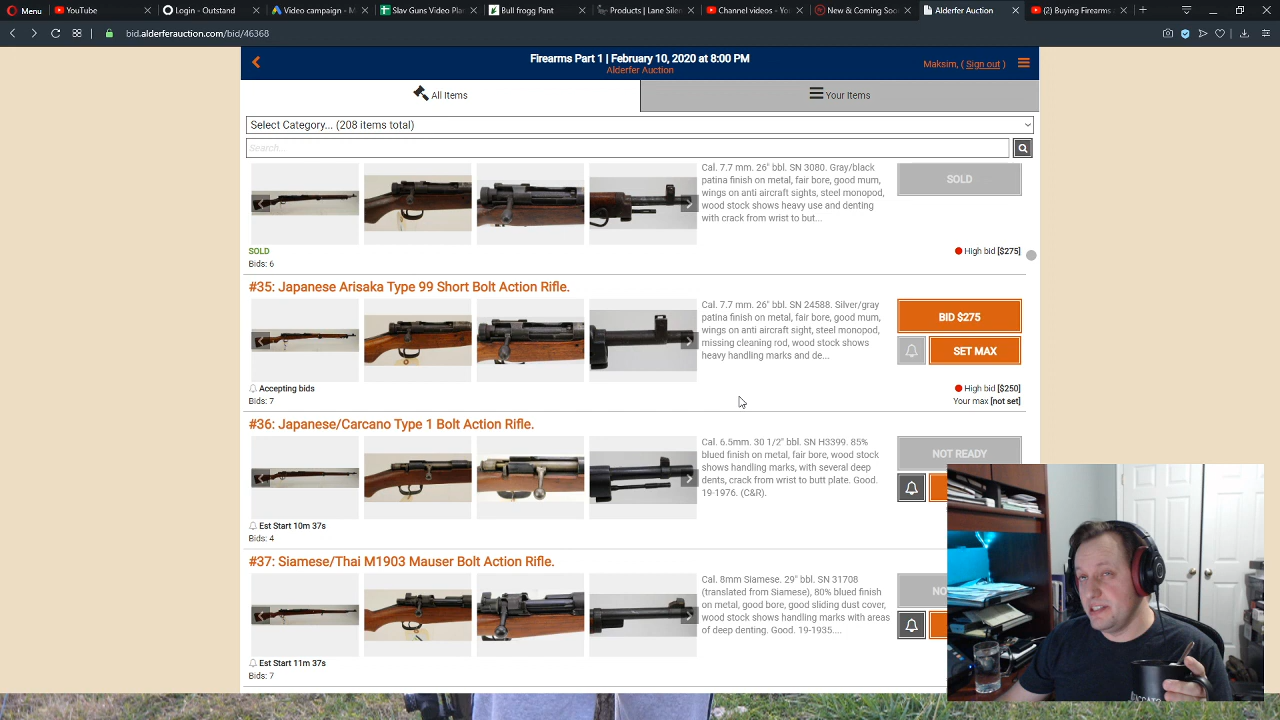 Menu
YouTube
Login - Outstand
Video campaign - M
Slav Guns Video Plac
Bull frogg Pant
Products | Lane Silen
Channel videos - You
New & Coming Soo
Alderfer Auction
(2) Buying Firearms
bid.alderferauction.com/bid/46368
Firearms Part 1 | February 10, 2020 at 8:00 PM
Alderfer Auction
Maksim, ( Sign out )
All Items
Your Items
Select Category... (208 items total)
Search...
Cal. 7.7 mm. 26" bbl. SN 3080. Gray/black
patina finish on metal, fair bore, good mum,
wings on anti aircraft sights, steel monopod,
wood stock shows heavy use and denting
with crack from wrist to but...
SOLD
SOLD
Bids: 6
High bid [$275]
#35: Japanese Arisaka Type 99 Short Bolt Action Rifle.
Cal. 7.7 mm. 26" bbl. SN 24588. Silver/gray
patina finish on metal, fair bore, good mum,
wings on anti aircraft sight, steel monopod,
missing cleaning rod, wood stock shows
heavy handling marks and de...
BID $275
SET MAX
Accepting bids
Bids: 7
High bid [$250]
Your max [not set]
#36: Japanese/Carcano Type 1 Bolt Action Rifle.
Cal. 6.5mm. 30 1/2" bbl. SN H3399. 85%
blued finish on metal, fair bore, wood stock
shows handling marks, with several deep
dents, crack from wrist to butt plate. Good.
19-1976. (C&R).
NOT READY
Est Start 10m 37s
Bids: 4
#37: Siamese/Thai M1903 Mauser Bolt Action Rifle.
Cal. 8mm Siamese. 29" bbl. SN 31708
(translated from Siamese), 80% blued finish
on metal, good bore, good sliding dust cover,
wood stock shows handling marks with areas
of deep denting. Good. 19-1935....
NO
Est Start 11m 37s
Bids: 7